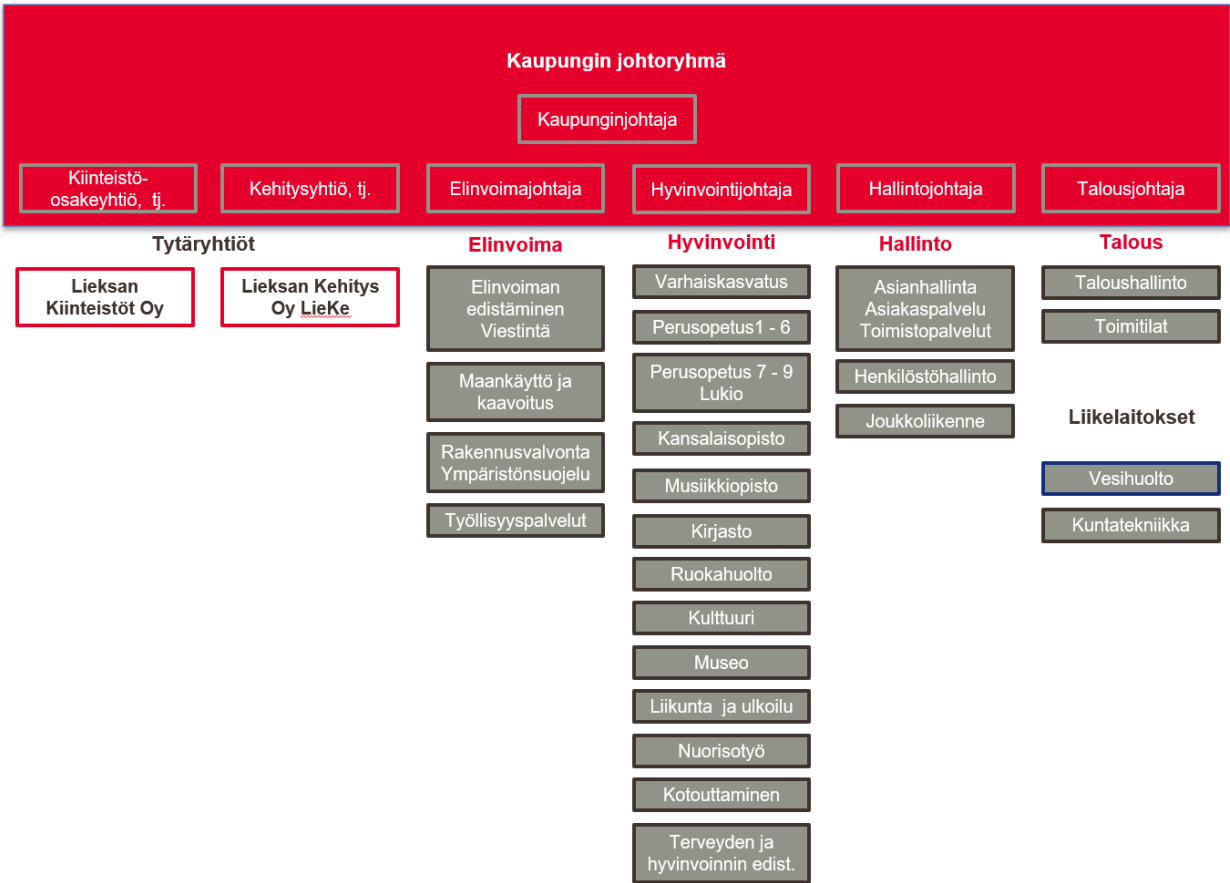 Kaupungin johtoryhmä
Kaupunginjohtaja
Kiinteistö-
osakeyhtiö, tj.
Kehitysyhtiö, tj.
Elinvoimajohtaja
Hyvinvointijohtaja
Hallintojohtaja
Talousjohtaja
Tytäryhtiöt
Lieksan
Kiinteistöt Oy
Lieksan Kehitys
Oy LieKe
Elinvoima
Elinvoiman
edistäminen
Viestintä
Maankäyttö ja
kaavoitus
Rakennusvalvonta
Ympäristönsuojelu
Työllisyyspalvelut
Hyvinvointi
Varhaiskasvatus
Perusopetus1 - 6
Perusopetus 7 - 9
Lukio
Kansalaisopisto
Musiikkiopisto
Kirjasto
Ruokahuolto
Kulttuuri
Museo
Liikunta ja ulkoilu
Nuorisotyö
Kotouttaminen
Terveyden ja
hyvinvoinnin edist.
Hallinto
Asianhallinta
Asiakaspalvelu
Toimistopalvelut
Henkilöstöhallinto
Joukkoliikenne
Talous
Taloushallinto
Toimitilat
Liikelaitokset
Vesihuolto
Kuntatekniikka